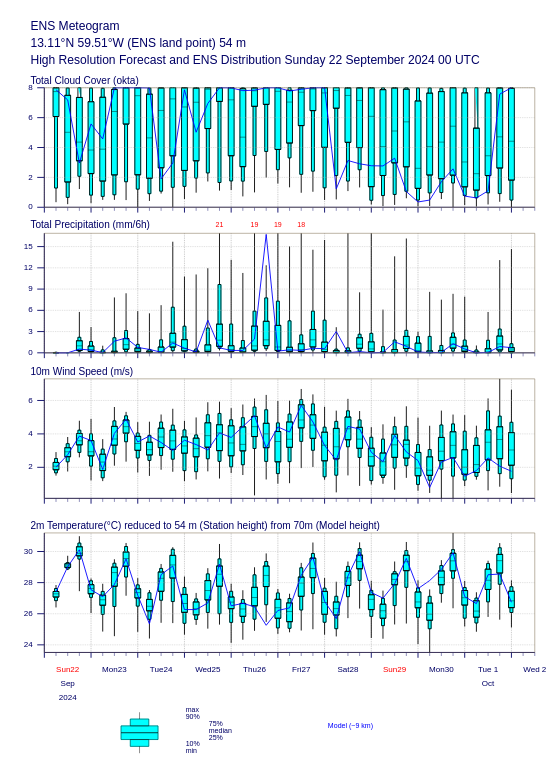 ENS Meteogram
13.11°N 59.51°W (ENS land point) 54 m
High Resolution Forecast and ENS Distribution Sunday 22 September 2024 00 UTC
Total Cloud Cover (okta)
8
6
4
2
0
Total Precipitation (mm/6h)
21 19 19 18
15
12
9
6
3
0
10m Wind Speed (m/s)
6
4
2
2m Temperature(°C) reduced to 54 m (Station height) from 70m (Model height)
30
28
26
24
Sun22 Mon23 Tue24 Wed25 Thu26 Fri27 Sat28 Sun29 Mon30 Tue 1 Wed 2
Sep Oct
2024
max
90%
75%
median
25%
10%
min
Model (~9 km)